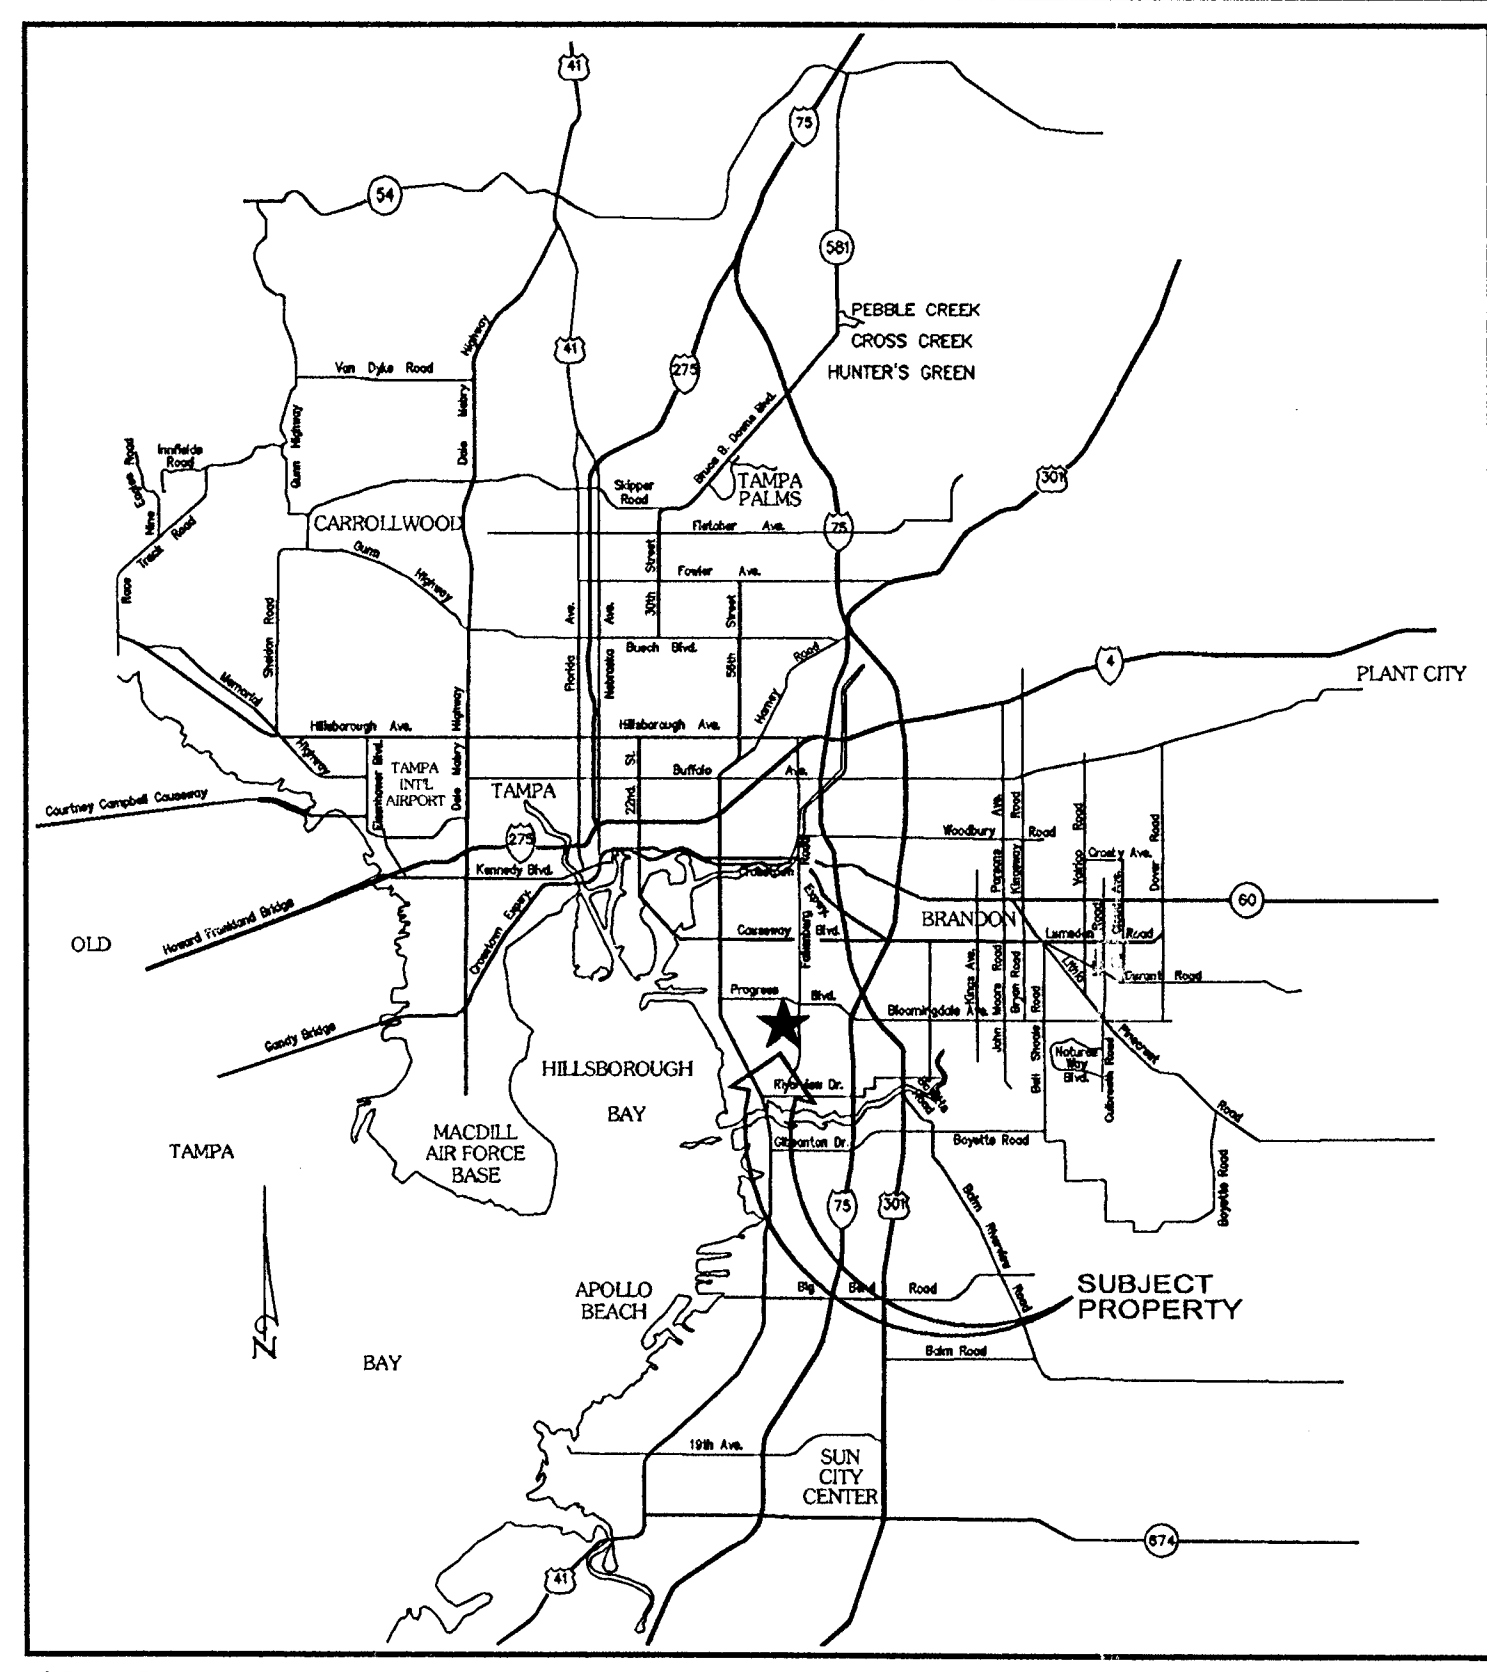 41
75
54
581
PEBBLE CREEK
CROSS CREEK
HUNTER'S GREEN
41
275
Highway
Van Dyke Road
Dale Mabry
Gunn Highway
Innfields
Road
Nine Eagles Road
Race Track Road
Bruce B. Downs Blvd.
301
Skipper
Road
TAMPA
PALMS
CARROLLWOOD
Fletcher Ave.
75
Gunn Highway
30th Street
Fowler Ave.
Sheldon Road
Florida Ave.
Nebraska Ave.
56th Street
Busch Blvd.
Harney Road
4
PLANT CITY
Memorial Highway
Hillsborough Ave.
Hillsborough Ave.
Dale Mabry Highway
Eisenhower Blvd.
TAMPA
INT'L
AIRPORT
TAMPA
22nd. St.
Buffalo Ave.
Courtney Campbell Causeway
275
Kennedy Blvd.
Woodbury Road
Parsons Ave.
Kingsway Road
Valrico Road
Crosby Ave.
Dover Road
Crosstown Expwy.
60
BRANDON
Howard Frankland Bridge
OLD
Crosstown Expwy.
Causeway Blvd.
Falkenburg Road
Lumsden Road
Lithia Pinecrest Road
Durant Road
Kings Ave.
John Moore Road
Bryan Road
Bell Shoals Road
Progress Blvd.
Bloomingdale Ave.
Gandy Bridge
HILLSBOROUGH
BAY
Natures
Way
Blvd.
Culbreath Road
Riverview Dr.
Gibsonton Dr.
Boyette Road
Boyette Road
MACDILL
AIR FORCE
BASE
TAMPA
75
301
Balm Riverview Road
N
APOLLO
BEACH
Big Bend Road
SUBJECT
PROPERTY
BAY
Balm Road
19th Ave.
SUN
CITY
CENTER
674
41